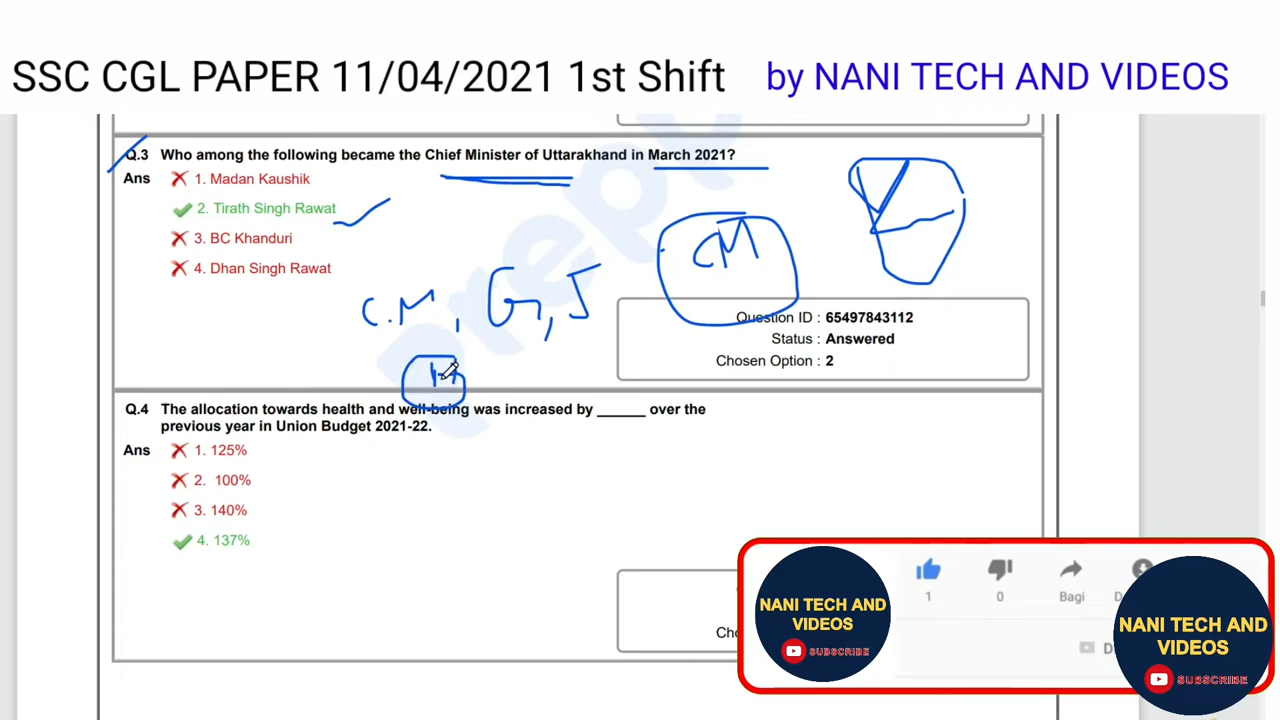 SSC CGL PAPER 11/04/2021 1st Shift by NANI TECH AND VIDEOS
Q.3 Who among the following became the Chief Minister of Uttarakhand in March 2021?
Ans 1. Madan Kaushik
2. Tirath Singh Rawat
3. BC Khanduri
4. Dhan Singh Rawat
CM
C.M, G, J
Question ID : 65497843112
Status : Answered
Chosen Option : 2
Q.4 The allocation towards health and well-being was increased by ______ over the
previous year in Union Budget 2021-22.
Ans 1. 125%
2. 100%
3. 140%
4. 137%
Cho
NANI TECH AND
VIDEOS
SUBSCRIBE
1 0 Bagi D
D
NANI TECH AND
VIDEOS
SUBSCRIBE